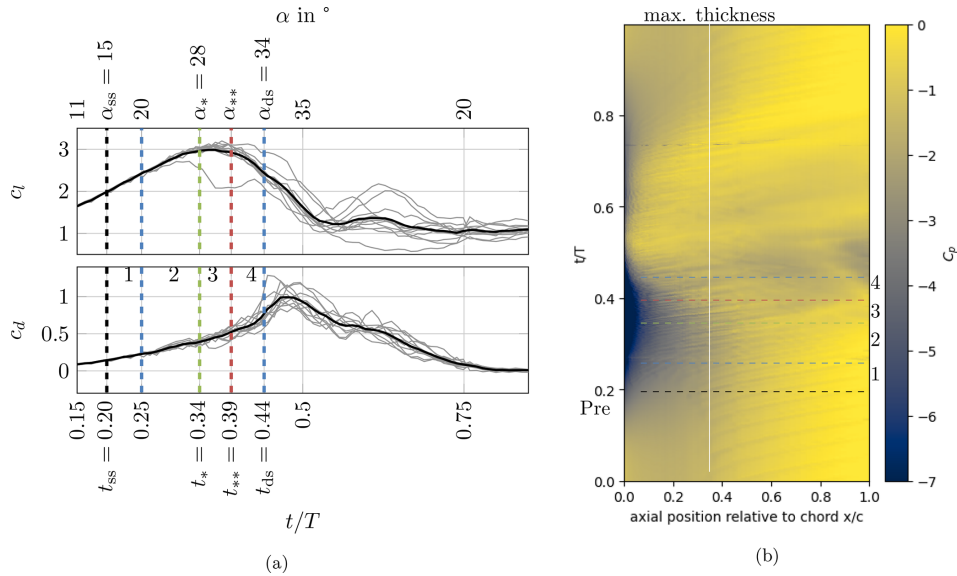 α in °
11
α_ss = 15
20
α_* = 28
α_**
α_ds = 34
35
20
3
2
1
c_l
1
2
3
4
1
0.5
0
c_d
0.15
t_ss = 0.20
0.25
t_* = 0.34
t_** = 0.39
t_ds = 0.44
0.5
0.75
t/T
(a)
max. thickness
0.8
0.6
0.4
0.2
0.0
t/T
Pre
4
3
2
1
0.0 0.2 0.4 0.6 0.8 1.0
axial position relative to chord x/c
0
−1
−2
−3
−4
−5
−6
−7
C_p
(b)